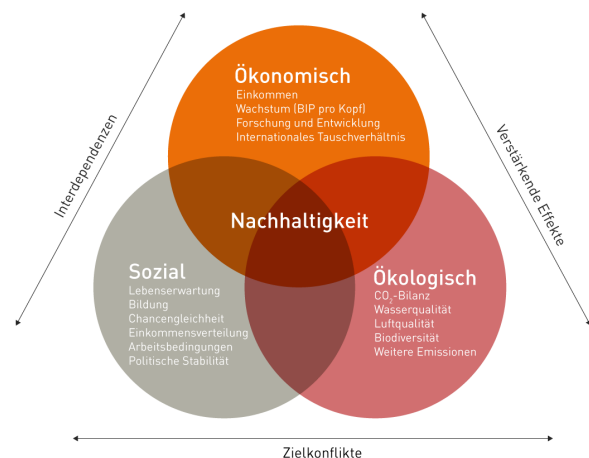 Ökonomisch
Einkommen
Wachstum (BIP pro Kopf)
Forschung und Entwicklung
Internationales Tauschverhältnis
Interdependenzen
Verstärkende Effekte
Nachhaltigkeit
Sozial
Lebenserwartung
Bildung
Chancengleichheit
Einkommensverteilung
Arbeitsbedingungen
Politische Stabilität
Ökologisch
CO₂-Bilanz
Wasserqualität
Luftqualität
Biodiversität
Weitere Emissionen
Zielkonflikte